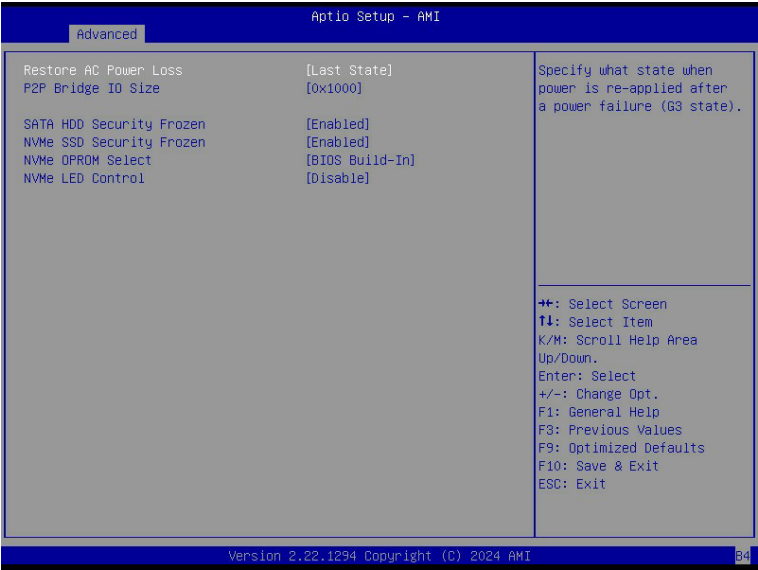 Aptio Setup – AMI
Advanced
Restore AC Power Loss [Last State]
P2P Bridge IO Size [0x1000]
SATA HDD Security Frozen [Enabled]
NVMe SSD Security Frozen [Enabled]
NVMe OPROM Select [BIOS Build-In]
NVMe LED Control [Disable]
Specify what state when
power is re-applied after
a power failure (G3 state).
→←: Select Screen
↑↓: Select Item
K/M: Scroll Help Area
Up/Down.
Enter: Select
+/-: Change Opt.
F1: General Help
F3: Previous Values
F9: Optimized Defaults
F10: Save & Exit
ESC: Exit
Version 2.22.1294 Copyright (C) 2024 AMI
B4